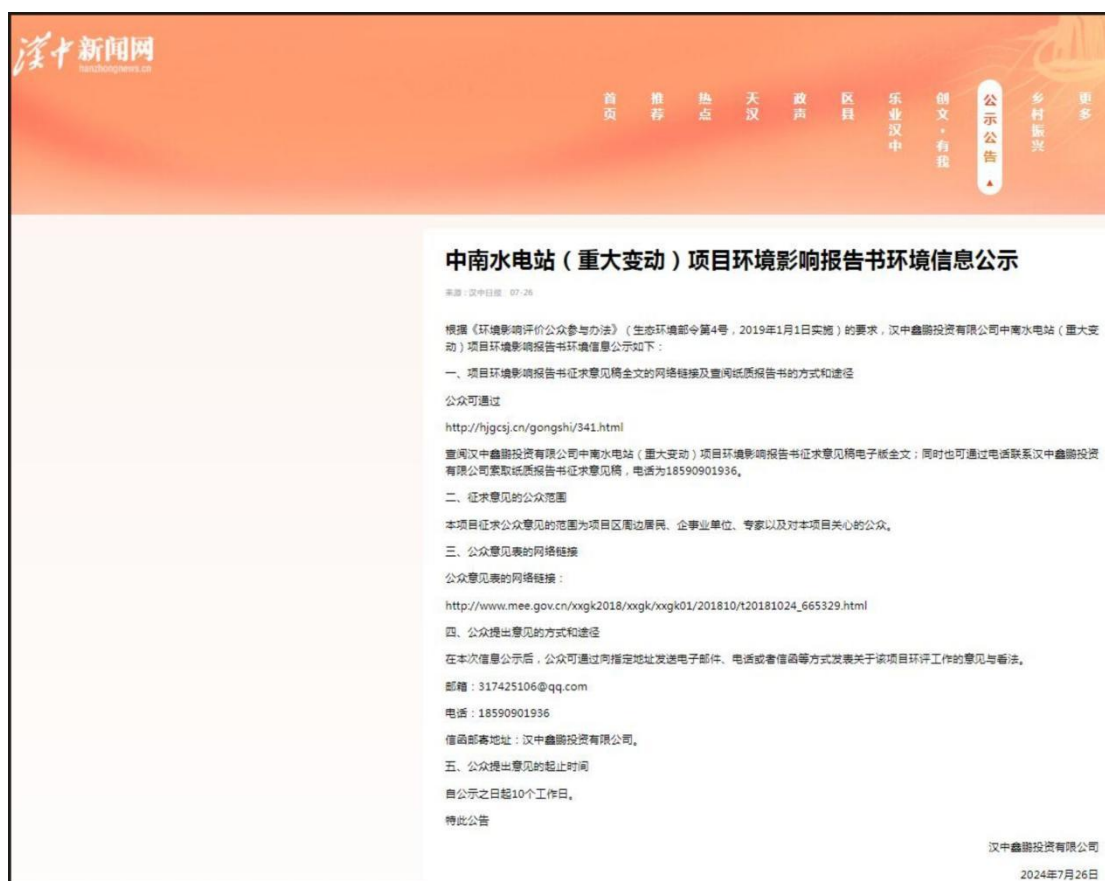 汉中新闻网
hanzhongnews.cn
首页
推荐
热点
天汉
政声
区县
乐业汉中
创文·有我
公示公告
乡村振兴
更多
中南水电站（重大变动）项目环境影响报告书环境信息公示
来源：汉中日报 07-26
根据《环境影响评价公众参与办法》（生态环境部令第4号，2019年1月1日实施）的要求，汉中鑫鹏投资有限公司中南水电站（重大变
动）项目环境影响报告书环境信息公示如下：
一、项目环境影响报告书征求意见稿全文的网络链接及查阅纸质报告书的方式和途径
公众可通过
http://hjgcsj.cn/gongshi/341.html
查阅汉中鑫鹏投资有限公司中南水电站（重大变动）项目环境影响报告书征求意见稿电子版全文；同时也可通过电话联系汉中鑫鹏投资
有限公司索取纸质报告书征求意见稿，电话为18590901936。
二、征求意见的公众范围
本项目征求公众意见的范围为项目区周边居民、企事业单位、专家以及对本项目关心的公众。
三、公众意见表的网络链接
公众意见表的网络链接：
http://www.mee.gov.cn/xxgk2018/xxgk/xxgk01/201810/t20181024_665329.html
四、公众提出意见的方式和途径
在本次信息公示后，公众可通过向指定地址发送电子邮件、电话或者信函等方式发表关于该项目环评工作的意见与看法。
邮箱：317425106@qq.com
电话：18590901936
信函邮寄地址：汉中鑫鹏投资有限公司。
五、公众提出意见的起止时间
自公示之日起10个工作日。
特此公告
汉中鑫鹏投资有限公司
2024年7月26日